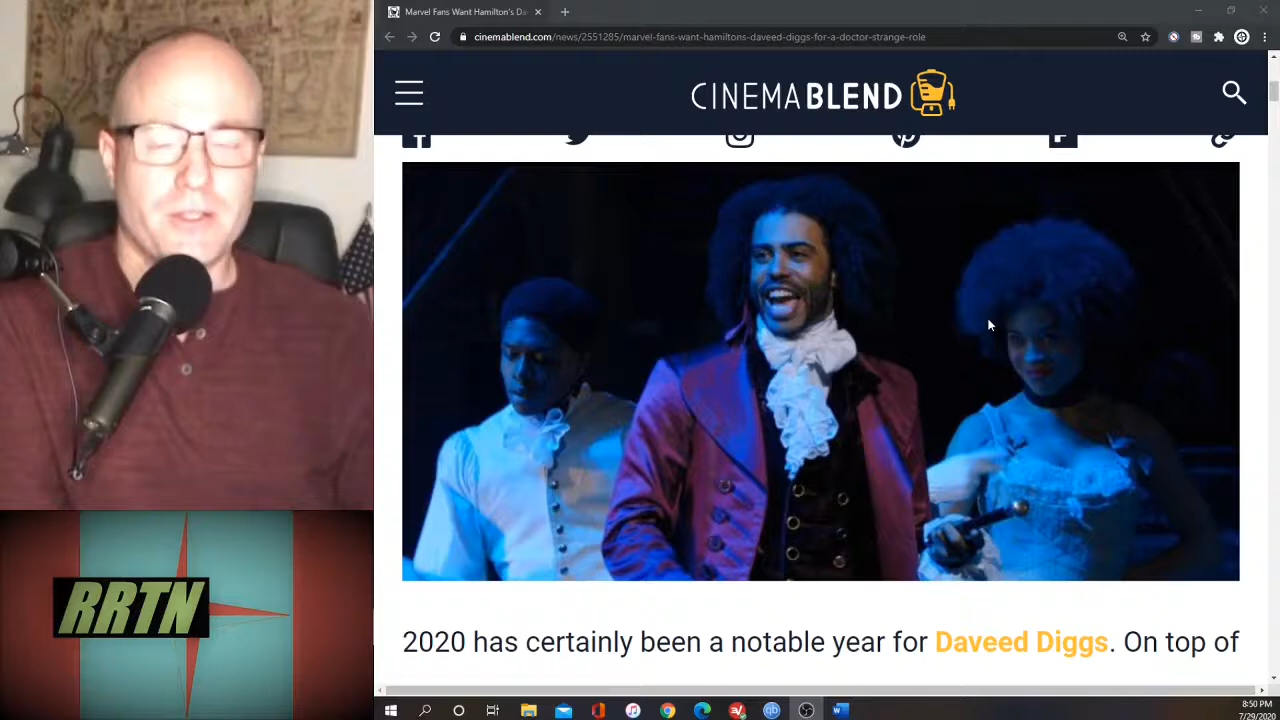 Marvel Fans Want Hamilton's Da
cinemablend.com/news/2551285/marvel-fans-want-hamiltons-daveed-diggs-for-a-doctor-strange-role
CINEMABLEND
RRTN
2020 has certainly been a notable year for Daveed Diggs. On top of
8:50 PM
7/29/2020